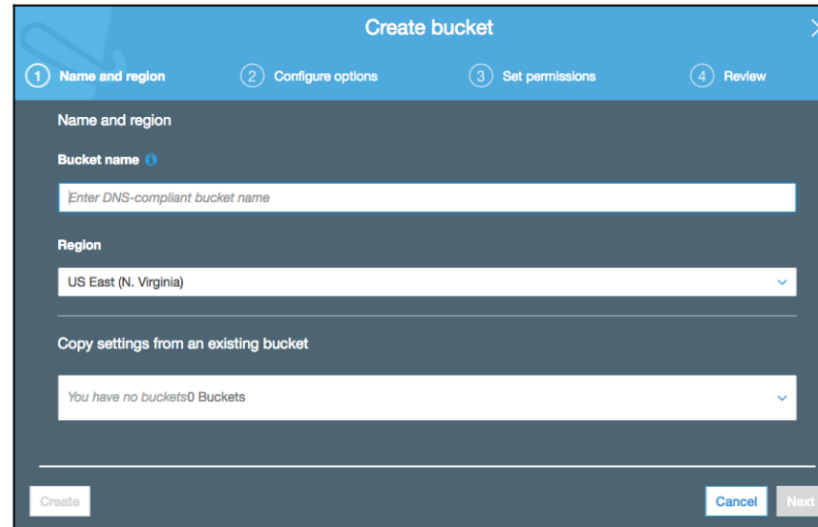 Create bucket
1 Name and region 2 Configure options 3 Set permissions 4 Review
Name and region
Bucket name
Enter DNS-compliant bucket name
Region
US East (N. Virginia)
Copy settings from an existing bucket
You have no buckets0 Buckets
Create Cancel Next